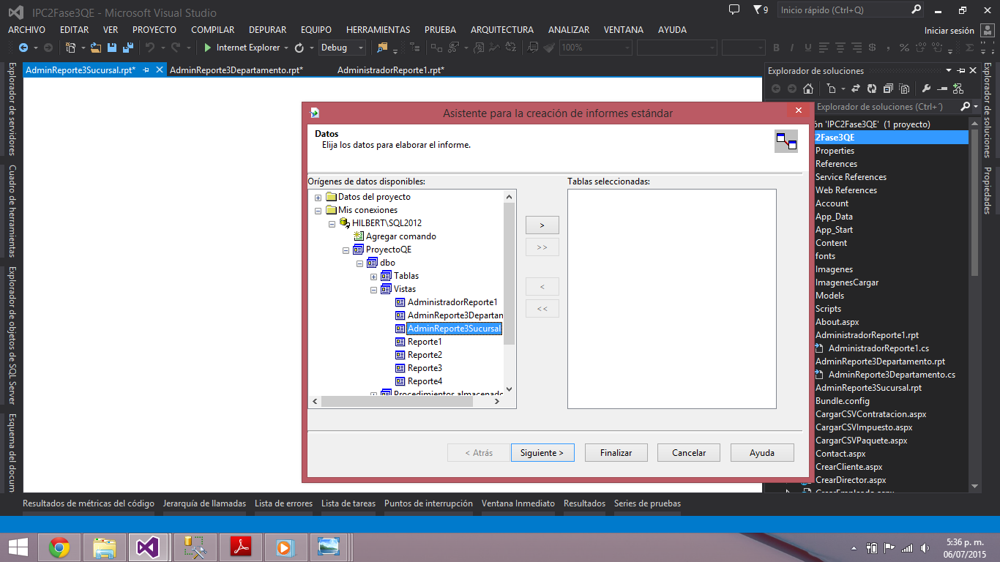 IPC2Fase3QE - Microsoft Visual Studio
9
Inicio rápido (Ctrl+Q)
ARCHIVO EDITAR VER PROYECTO COMPILAR DEPURAR EQUIPO HERRAMIENTAS PRUEBA ARQUITECTURA ANALIZAR VENTANA AYUDA
Iniciar sesión
Internet Explorer
Debug
100%
AdminReporte3Sucursal.rpt*
AdminReporte3Departamento.rpt*
AdministradorReporte1.rpt*
Explorador de servidores
Cuadro de herramientas
Explorador de objetos de SQL Server
Esquema del docum
Asistente para la creación de informes estándar
Datos
Elija los datos para elaborar el informe.
Orígenes de datos disponibles:
Datos del proyecto
Mis conexiones
HILBERT\SQL2012
Agregar comando
ProyectoQE
dbo
Tablas
Vistas
AdministradorReporte1
AdminReporte3Departan
AdminReporte3Sucursal
Reporte1
Reporte2
Reporte3
Reporte4
Procedimientos almacenado
>
>>
<
<<
Tablas seleccionadas:
< Atrás
Siguiente >
Finalizar
Cancelar
Ayuda
Explorador de soluciones
Explorador de soluciones (Ctrl+´)
ón 'IPC2Fase3QE' (1 proyecto)
C2Fase3QE
Properties
References
Service References
Web References
Account
App_Data
App_Start
Content
fonts
Imagenes
ImagenesCargar
Models
Scripts
About.aspx
AdministradorReporte1.rpt
AdministradorReporte1.cs
AdminReporte3Departamento.rpt
AdminReporte3Departamento.cs
AdminReporte3Sucursal.rpt
Bundle.config
CargarCSVContratacion.aspx
CargarCSVImpuesto.aspx
CargarCSVPaquete.aspx
Contact.aspx
CrearCliente.aspx
CrearDirector.aspx
CrearEmpleado.aspx
Explorador de soluciones
Propiedades
Resultados de métricas del código
Jerarquía de llamadas
Lista de errores
Lista de tareas
Puntos de interrupción
Ventana Inmediato
Resultados
Series de pruebas
5:36 p. m.
06/07/2015